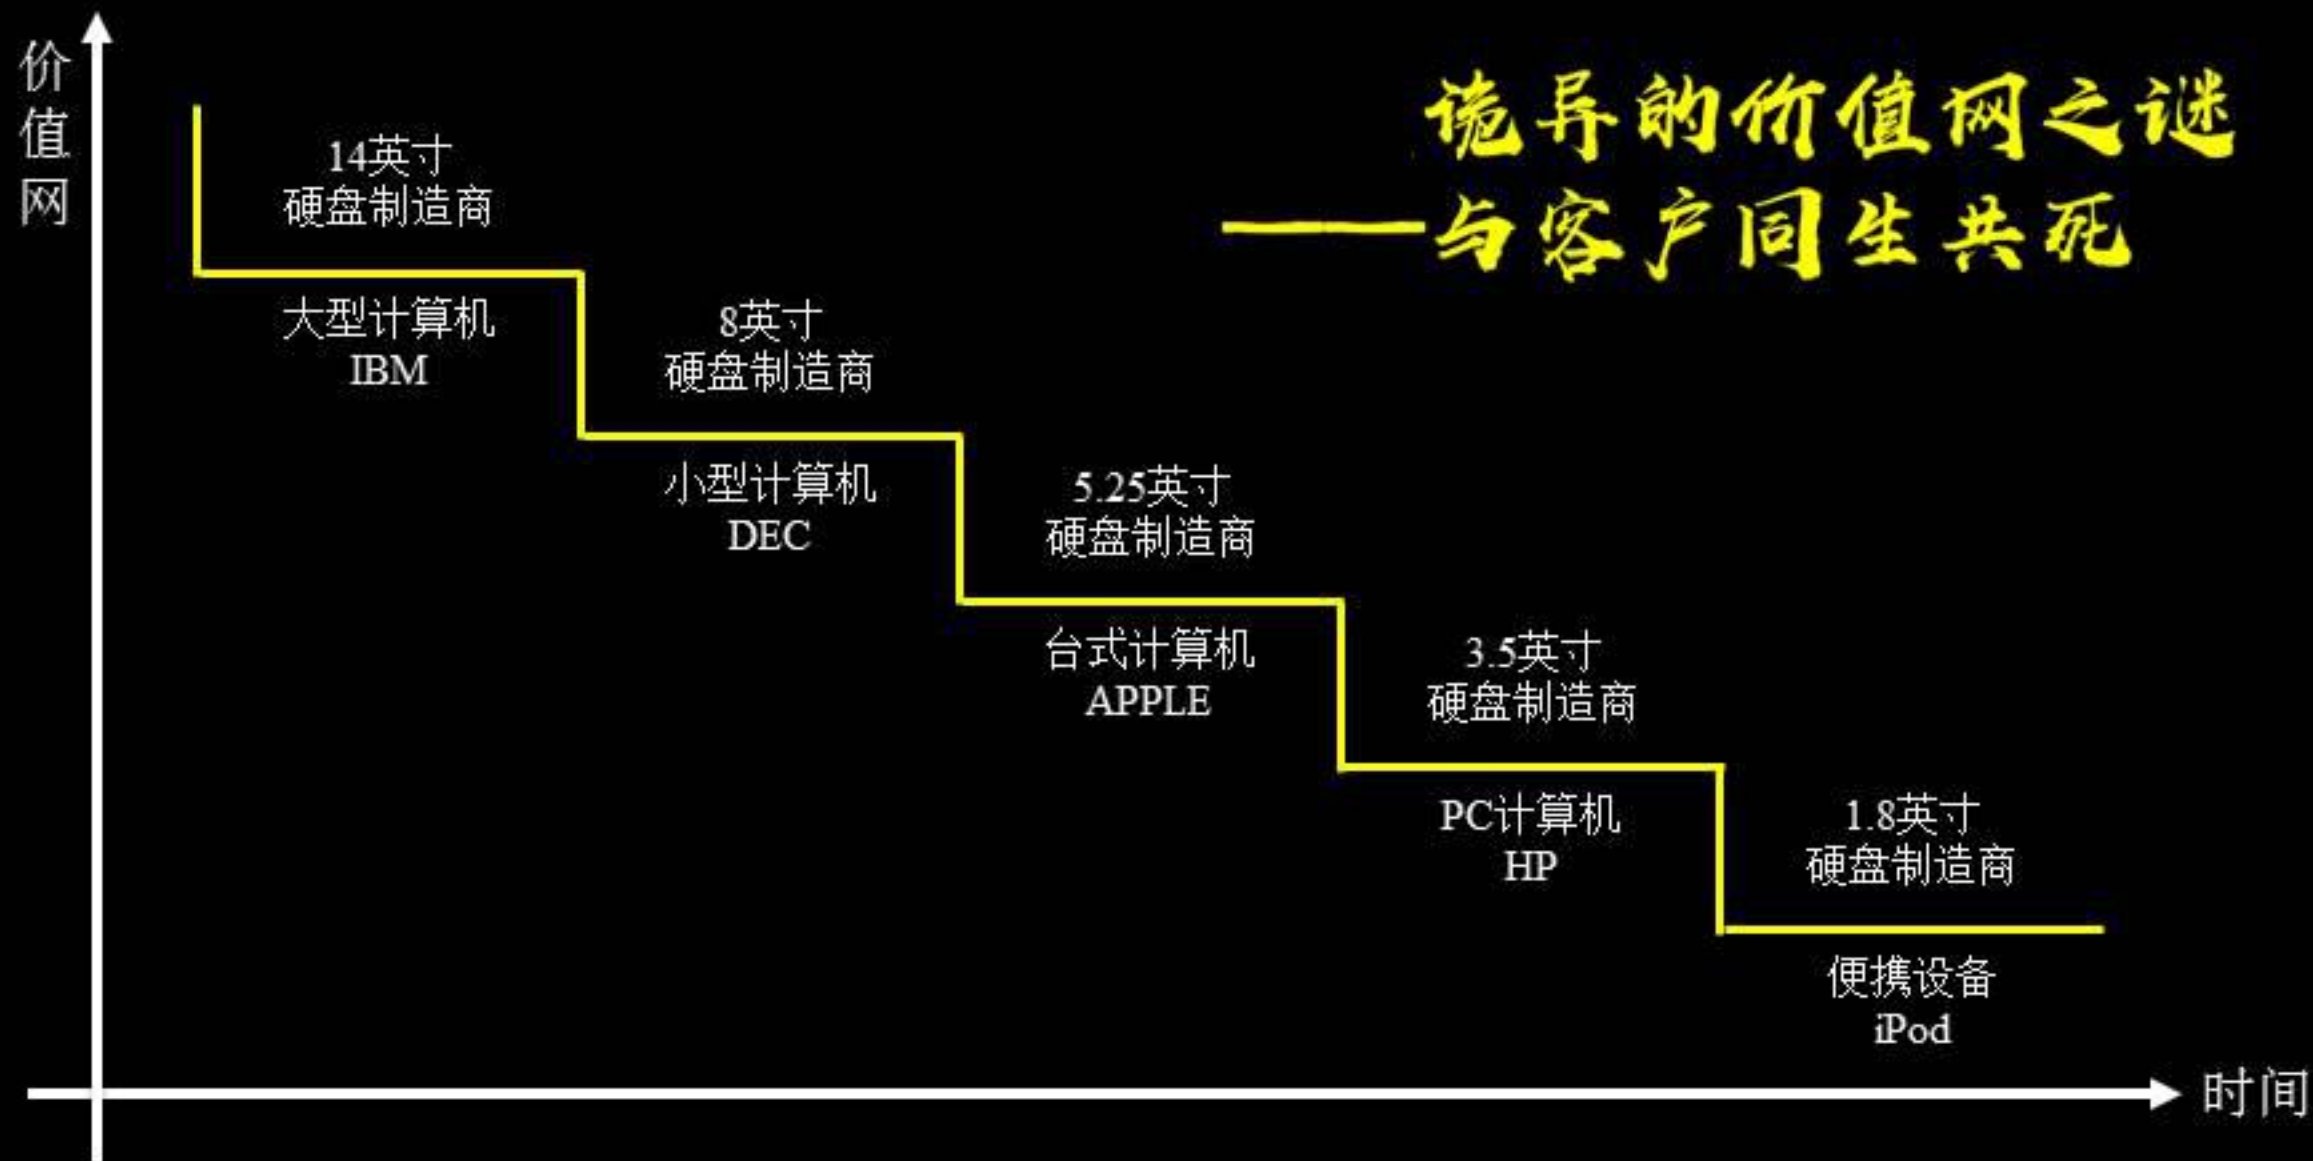 价值网
诡异的价值网之谜
——与客户同生共死
14英寸
硬盘制造商
大型计算机
IBM
8英寸
硬盘制造商
小型计算机
DEC
5.25英寸
硬盘制造商
台式计算机
APPLE
3.5英寸
硬盘制造商
PC计算机
HP
1.8英寸
硬盘制造商
便携设备
iPod
时间